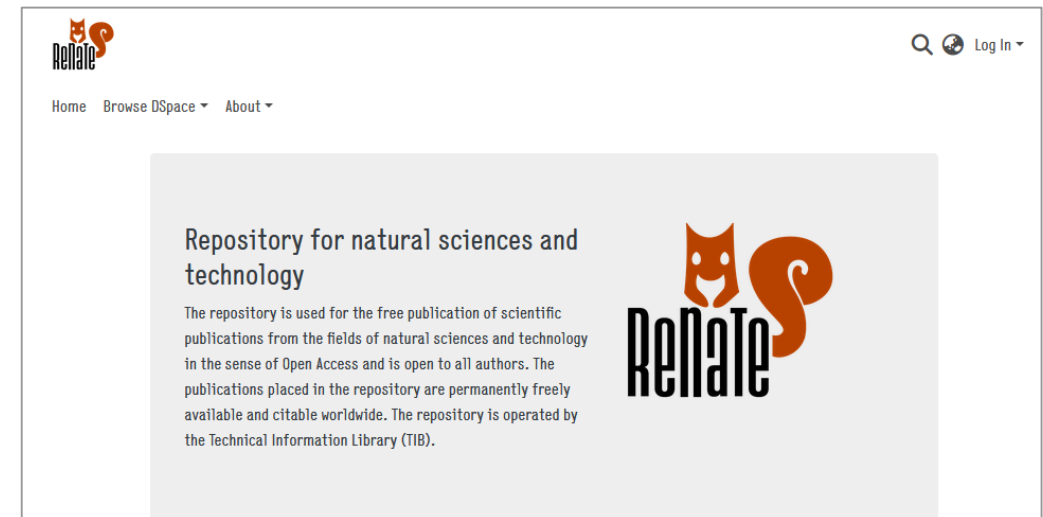 ReNaTe
Log In
Home Browse DSpace About
Repository for natural sciences and
technology
The repository is used for the free publication of scientific
publications from the fields of natural sciences and technology
in the sense of Open Access and is open to all authors. The
publications placed in the repository are permanently freely
available and citable worldwide. The repository is operated by
the Technical Information Library (TIB).
ReNaTe